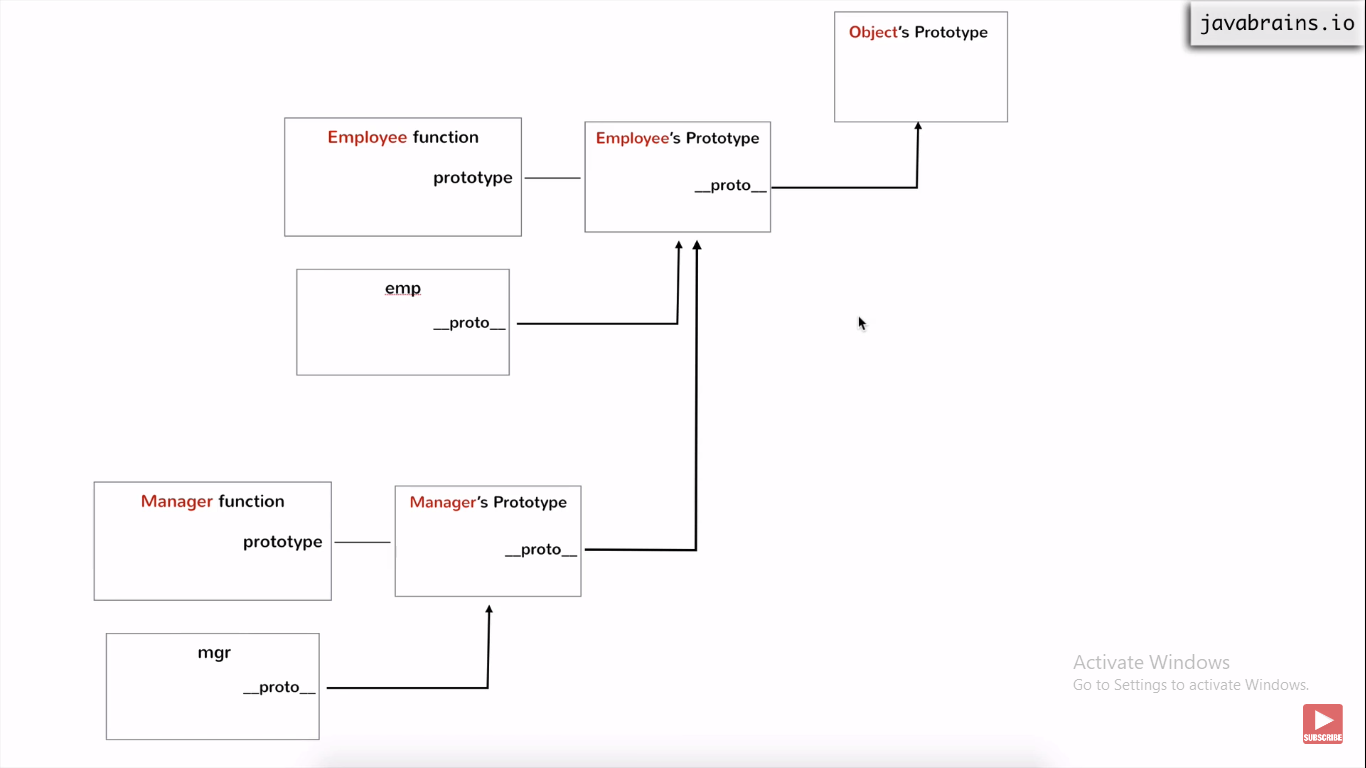 javabrains.io
Object's Prototype
Employee function
prototype
Employee's Prototype
__proto__
emp
__proto__
Manager function
prototype
Manager's Prototype
__proto__
mgr
__proto__
Activate Windows
Go to Settings to activate Windows.
SUBSCRIBE